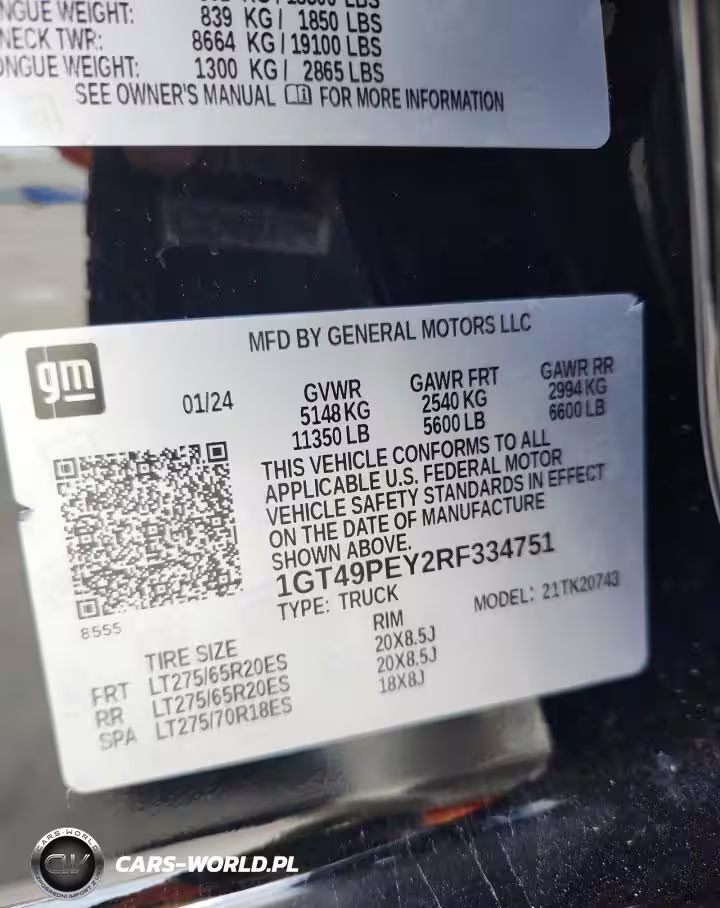 NGUE WEIGHT: 839 KG / 1850 LBS
NECK TWR: 8664 KG / 19100 LBS
ONGUE WEIGHT: 1300 KG / 2865 LBS
SEE OWNER'S MANUAL FOR MORE INFORMATION
gm
MFD BY GENERAL MOTORS LLC
01/24
GVWR GAWR FRT GAWR RR
5148 KG 2540 KG 2994 KG
11350 LB 5600 LB 6600 LB
THIS VEHICLE CONFORMS TO ALL
APPLICABLE U.S. FEDERAL MOTOR
VEHICLE SAFETY STANDARDS IN EFFECT
ON THE DATE OF MANUFACTURE
SHOWN ABOVE.
1GT49PEY2RF334751
TYPE: TRUCK MODEL: 21TK20743
8555
TIRE SIZE RIM
FRT LT275/65R20ES 20X8.5J
RR LT275/65R20ES 20X8.5J
SPA LT275/70R18ES 18X8J
CARS-WORLD
CW
CARS-WORLD.PL